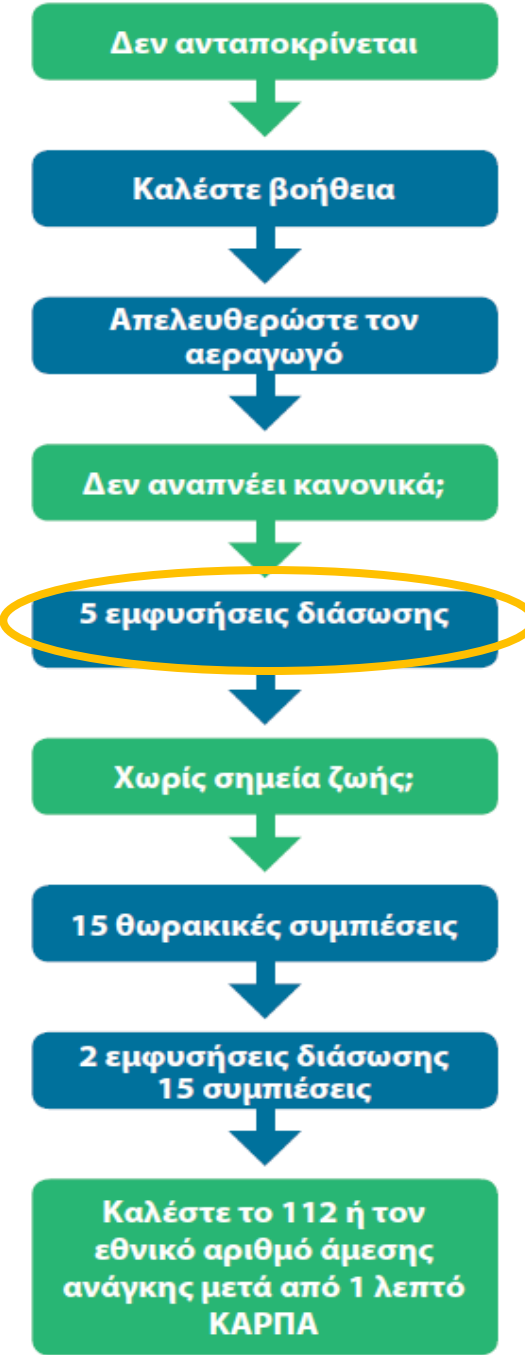 Δεν ανταποκρίνεται
Καλέστε βοήθεια
Απελευθερώστε τον
αεραγωγό
Δεν αναπνέει κανονικά;
5 εμφυσήσεις διάσωσης
Χωρίς σημεία ζωής;
15 θωρακικές συμπιέσεις
2 εμφυσήσεις διάσωσης
15 συμπιέσεις
Καλέστε το 112 ή τον
εθνικό αριθμό άμεσης
ανάγκης μετά από 1 λεπτό
ΚΑΡΠΑ